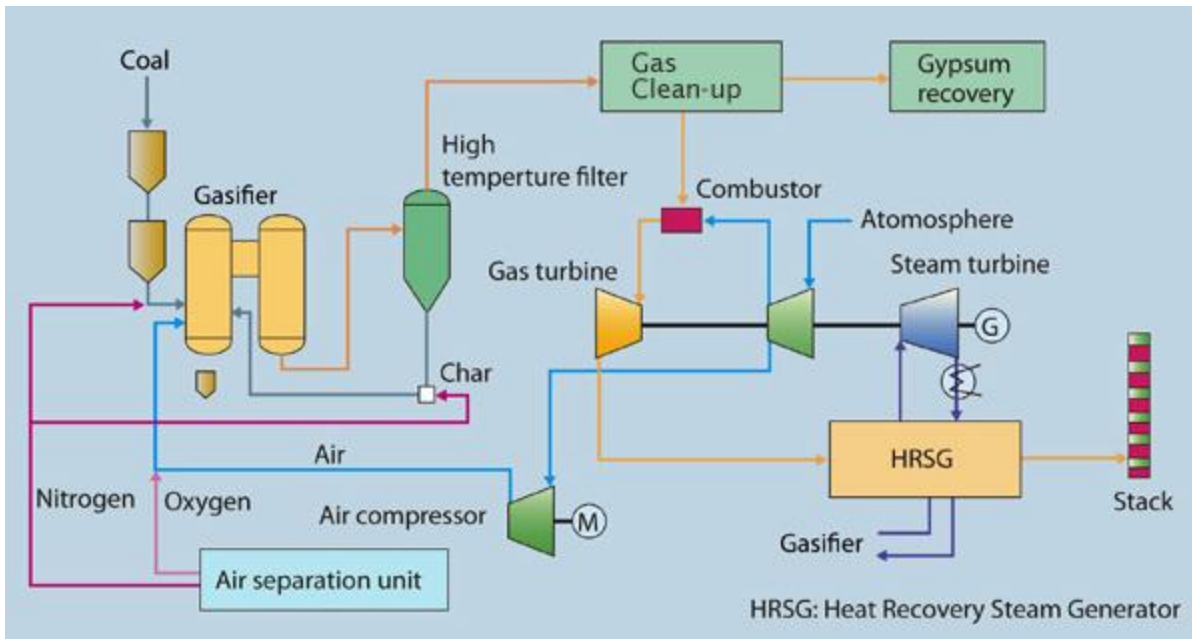 Coal
Gas
Clean-up
Gypsum
recovery
High
temperture filter
Gasifier
Combustor
Atomosphere
Gas turbine
Steam turbine
G
Char
Air
HRSG
Nitrogen
Oxygen
Air compressor
M
Stack
Gasifier
Air separation unit
HRSG: Heat Recovery Steam Generator